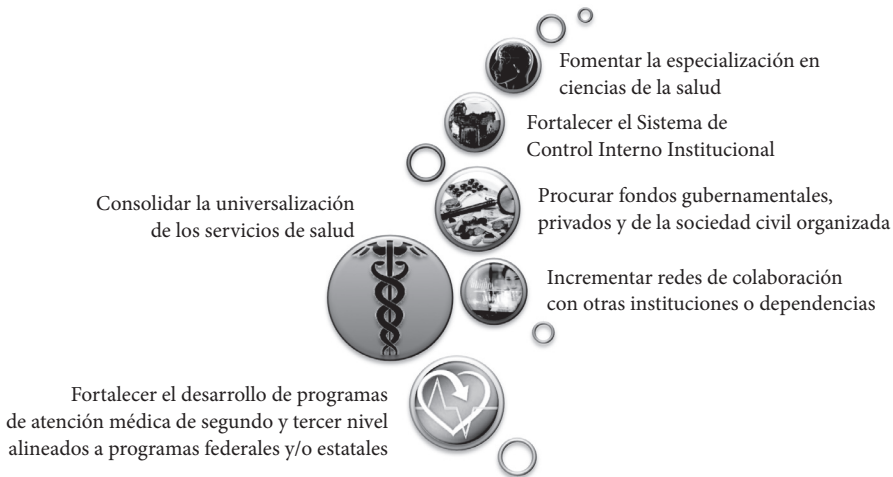 Fomentar la especialización en
ciencias de la salud
Fortalecer el Sistema de
Control Interno Institucional
Consolidar la universalización
de los servicios de salud
Procurar fondos gubernamentales,
privados y de la sociedad civil organizada
Incrementar redes de colaboración
con otras instituciones o dependencias
Fortalecer el desarrollo de programas
de atención médica de segundo y tercer nivel
alineados a programas federales y/o estatales